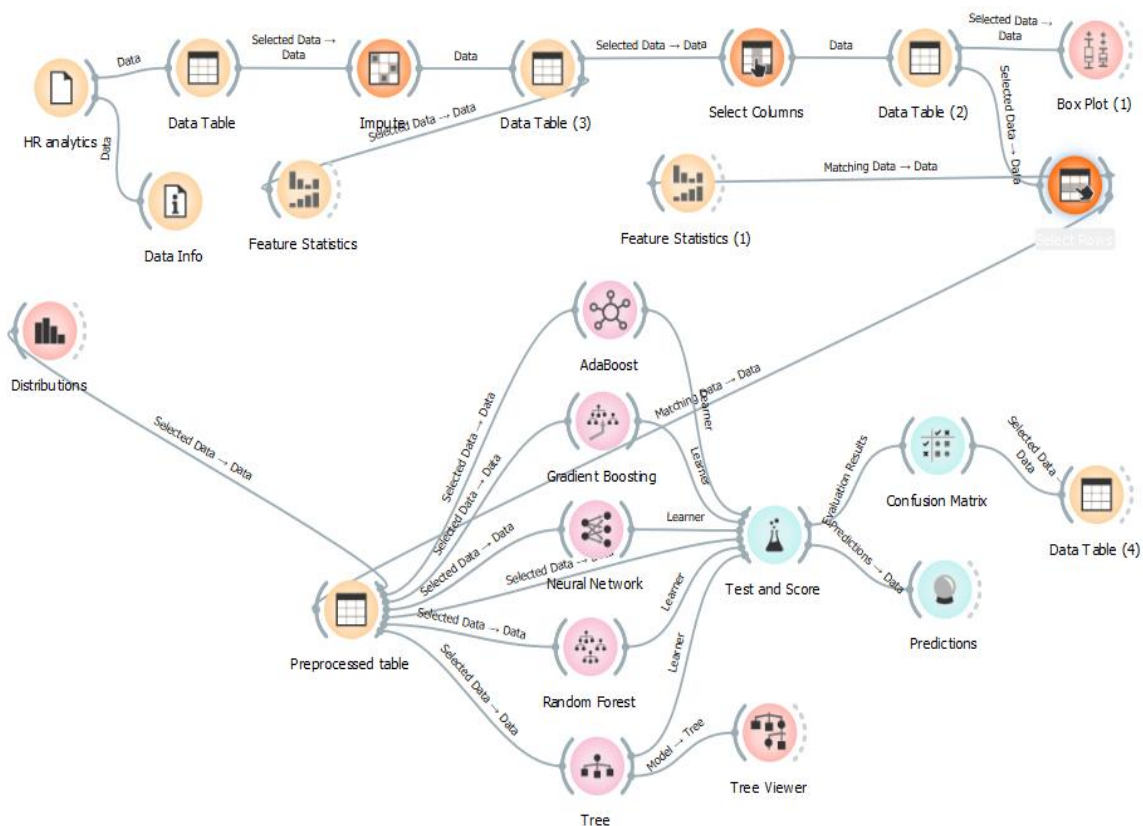 Selected Data →
Data
Selected Data →
Data
Selected Data → Data
Data
Data
Data
HR analytics
Data Table
Impute
Data Table (3)
Select Columns
Data Table (2)
Box Plot (1)
Selected Data → Data
Selected Data → Data
Data
Matching Data → Data
Data Info
Feature Statistics
Feature Statistics (1)
Select Rows
Distributions
AdaBoost
Selected Data → Data
Selected Data → Data
Matching Data → Data
Learner
Gradient Boosting
Selected Data → Data
Learner
Evaluation Results
Confusion Matrix
Selected Data →
Data
Data Table (4)
Selected Data → Data
Learner
Neural Network
Selected Data → Data
Test and Score
Predictions → Data
Predictions
Preprocessed table
Selected Data → Data
Learner
Random Forest
Selected Data → Data
Learner
Model → Tree
Tree Viewer
Tree